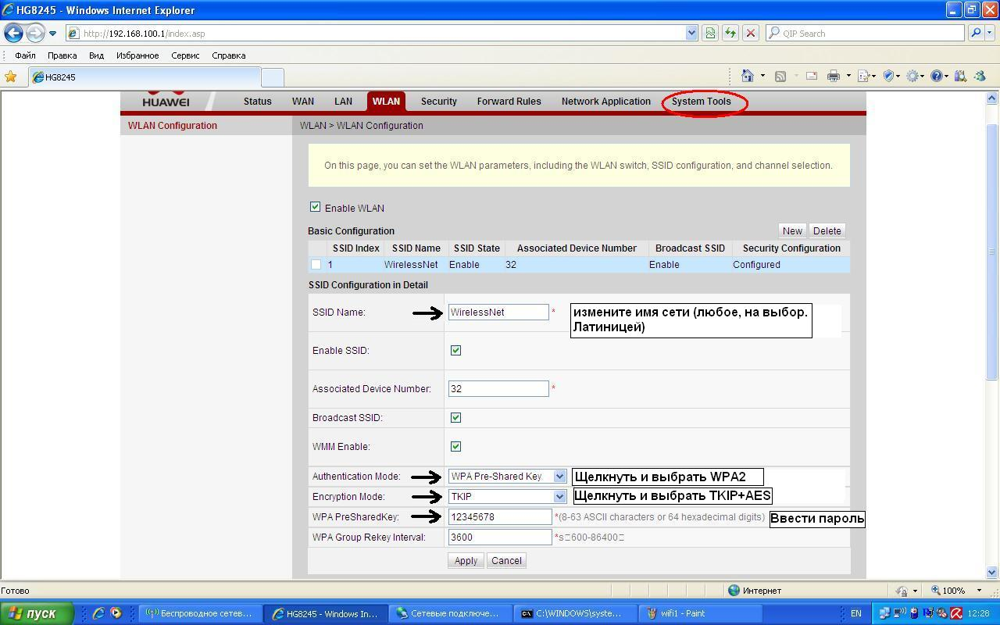 HG8245 - Windows Internet Explorer
http://192.168.100.1/index.asp
QIP Search
Файл Правка Вид Избранное Сервис Справка
HG8245
HUAWEI
Status WAN LAN WLAN Security Forward Rules Network Application System Tools
WLAN Configuration
WLAN > WLAN Configuration
On this page, you can set the WLAN parameters, including the WLAN switch, SSID configuration, and channel selection.
Enable WLAN
Basic Configuration
New Delete
SSID Index SSID Name SSID State Associated Device Number Broadcast SSID Security Configuration
1 WirelessNet Enable 32 Enable Configured
SSID Configuration in Detail
SSID Name: WirelessNet *
измените имя сети (любое, на выбор.
Латиницей)
Enable SSID:
Associated Device Number: 32 *
Broadcast SSID:
WMM Enable:
Authentication Mode: WPA Pre-Shared Key Щелкнуть и выбрать WPA2
Encryption Mode: TKIP Щелкнуть и выбрать TKIP+AES
WPA PreSharedKey: 12345678 *(8-63 ASCII characters or 64 hexadecimal digits) Ввести пароль
WPA Group Rekey Interval: 3600 *s□600-86400□
Apply Cancel
Готово Интернет 100%
пуск Беспроводное сетев... HG8245 - Windows In... Сетевые подключе... C:\WINDOWS\syste... wifi1 - Paint EN 12:28